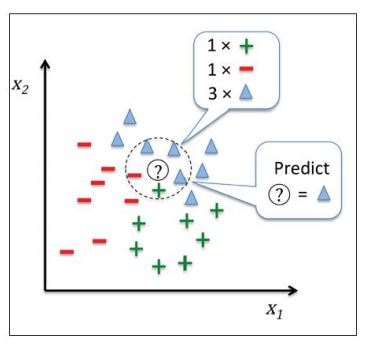 1 × +
1 × −
3 ×
x₂
?
Predict
? =
x₁